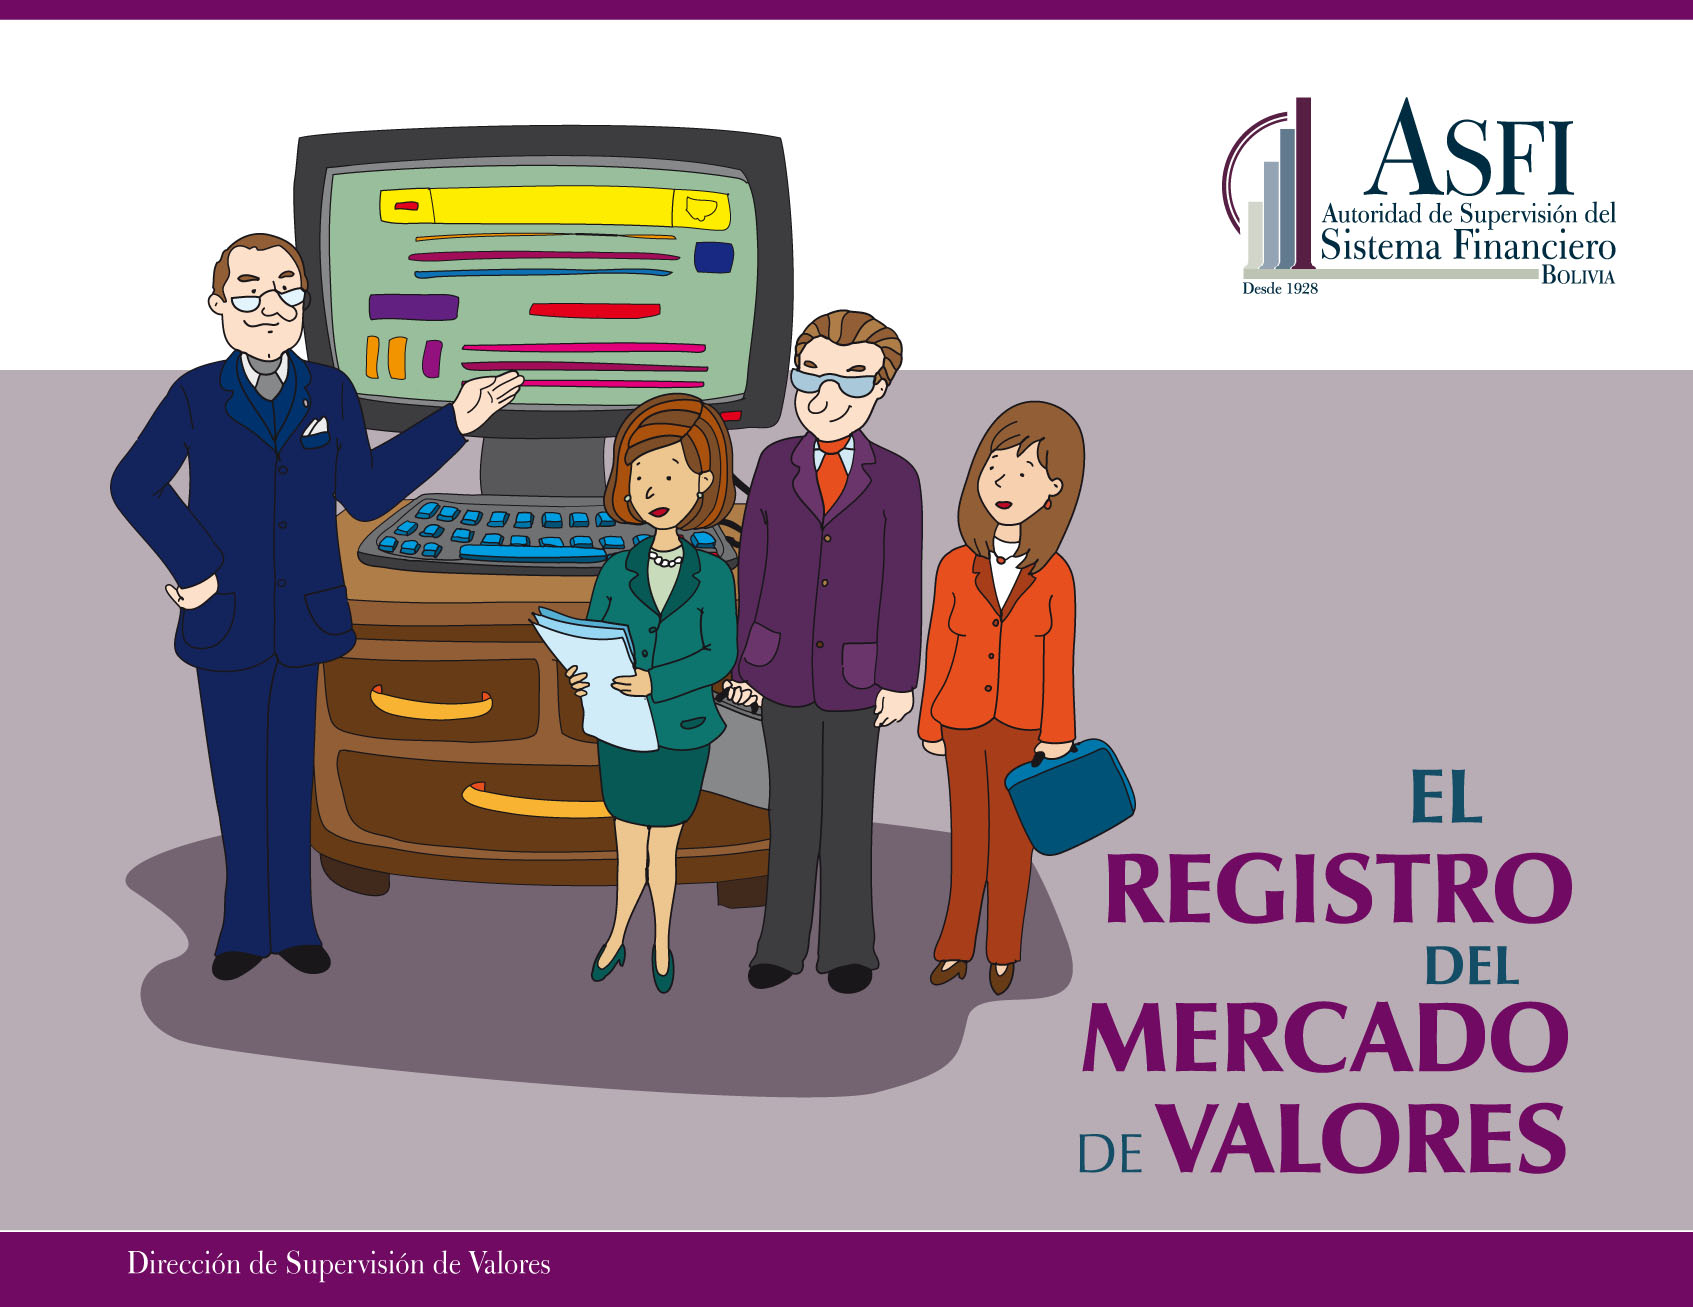 ASFI
Autoridad de Supervisión del
Sistema Financiero
BOLIVIA
Desde 1928
EL
REGISTRO
DEL
MERCADO
DE VALORES
Dirección de Supervisión de Valores